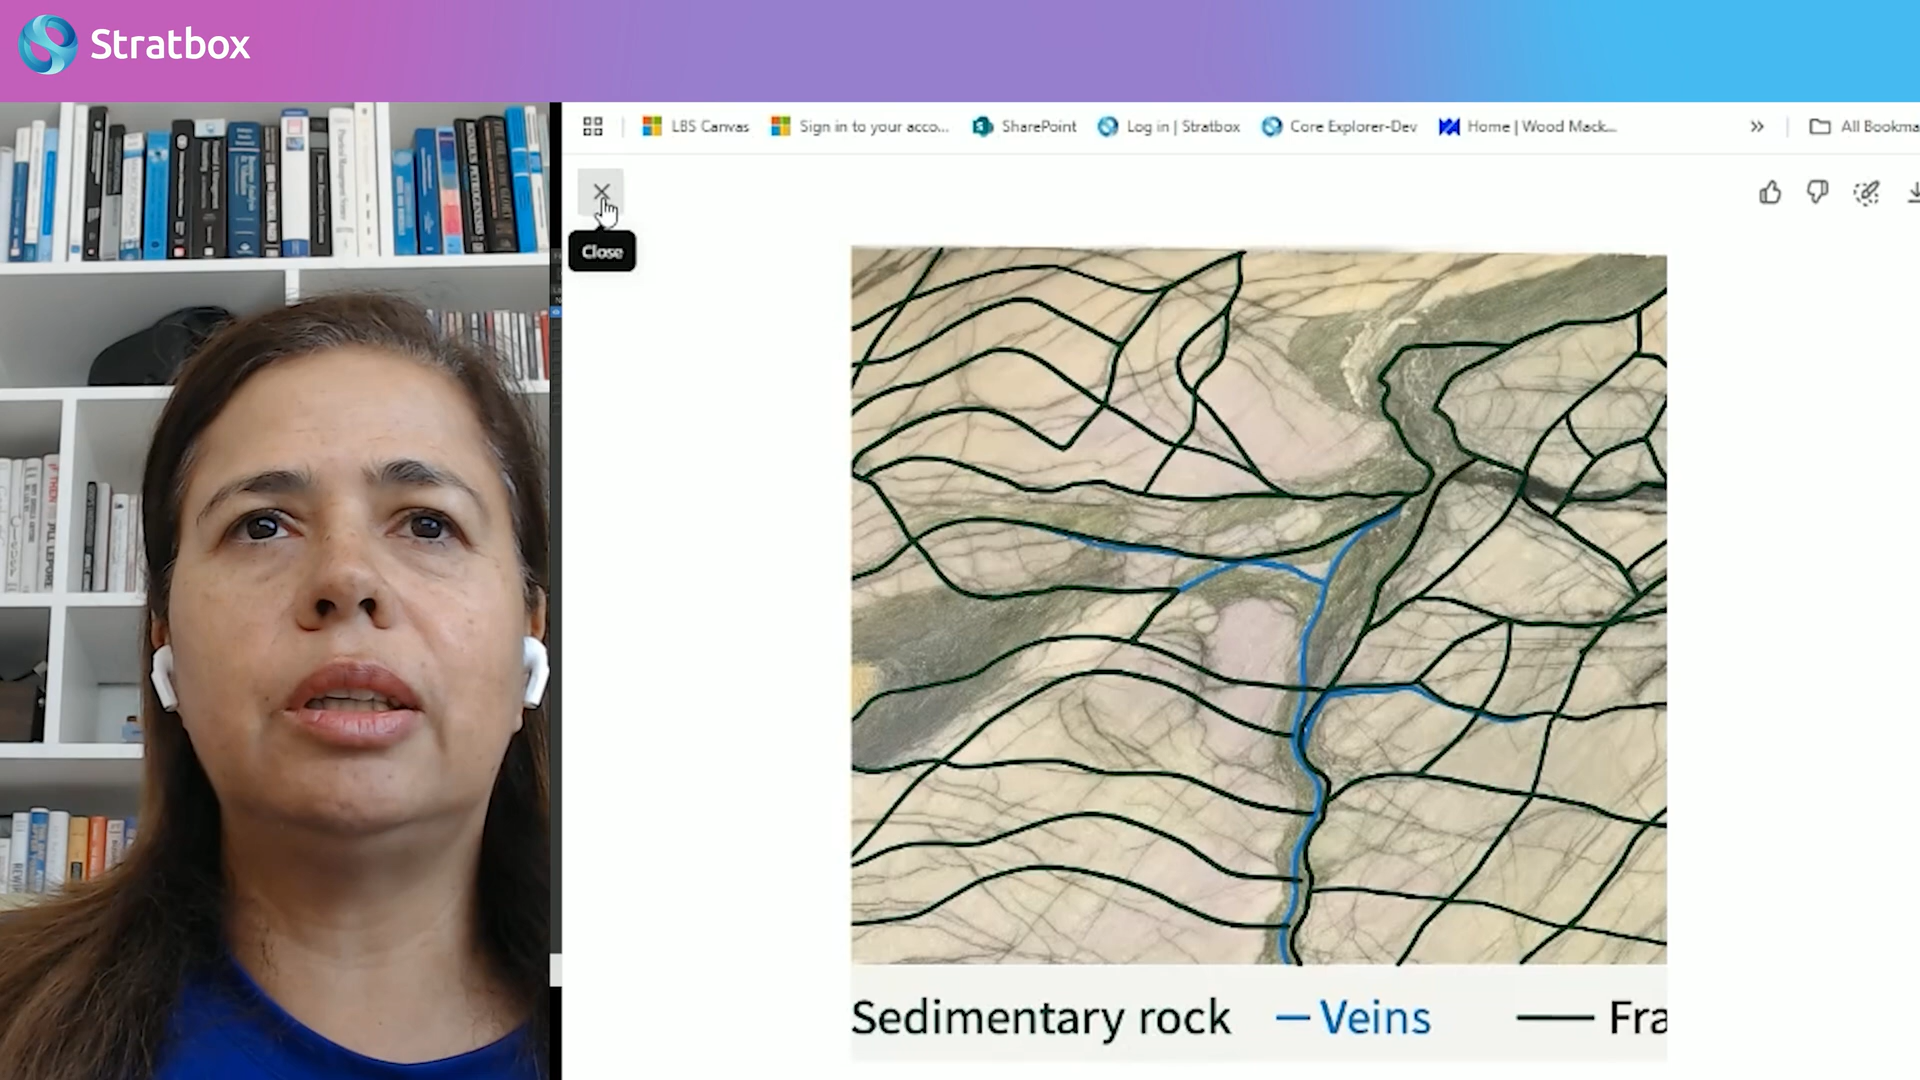 Stratbox
LBS Canvas
Sign in to your acco...
SharePoint
Log in | Stratbox
Core Explorer-Dev
Home | Wood Mack...
All Bookma
Close
Sedimentary rock
Veins
Fra